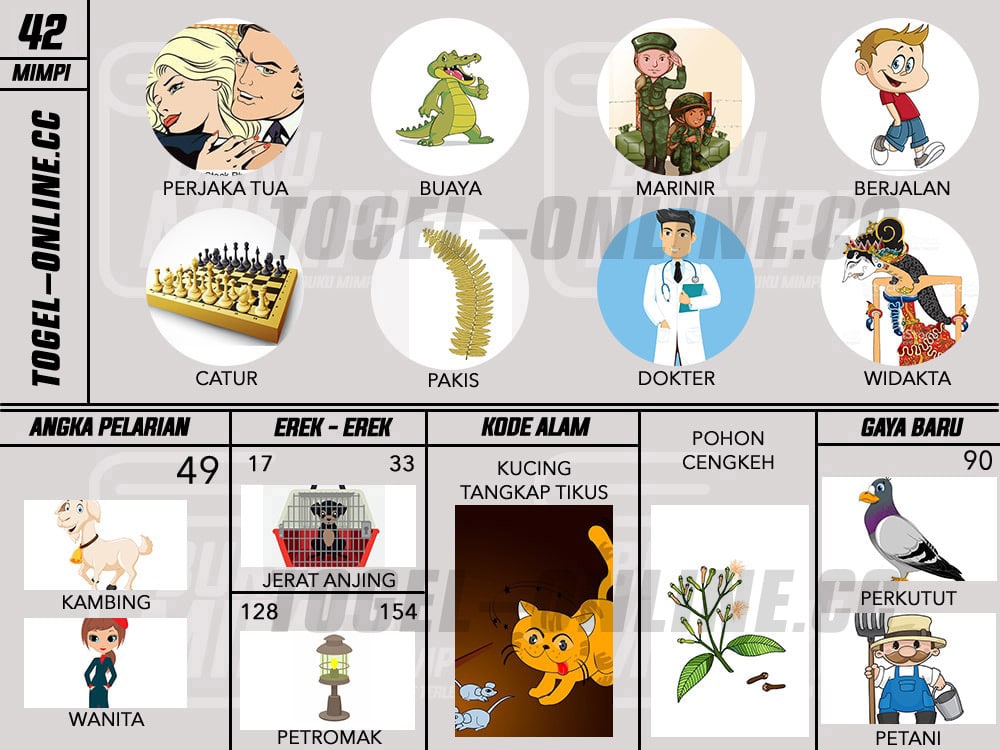 42
MIMPI
TOGEL-ONLINE.CC
PERJAKA TUA
BUAYA
MARINIR
BERJALAN
TOGEL-ONLINE.CC
CATUR
PAKIS
DOKTER
WIDAKTA
ANGKA PELARIAN
EREK - EREK
KODE ALAM
GAYA BARU
49
17
33
KUCING
TANGKAP TIKUS
POHON
CENGKEH
90
KAMBING
JERAT ANJING
PERKUTUT
128
154
TOGEL-ONLINE.CC
WANITA
PETROMAK
PETANI